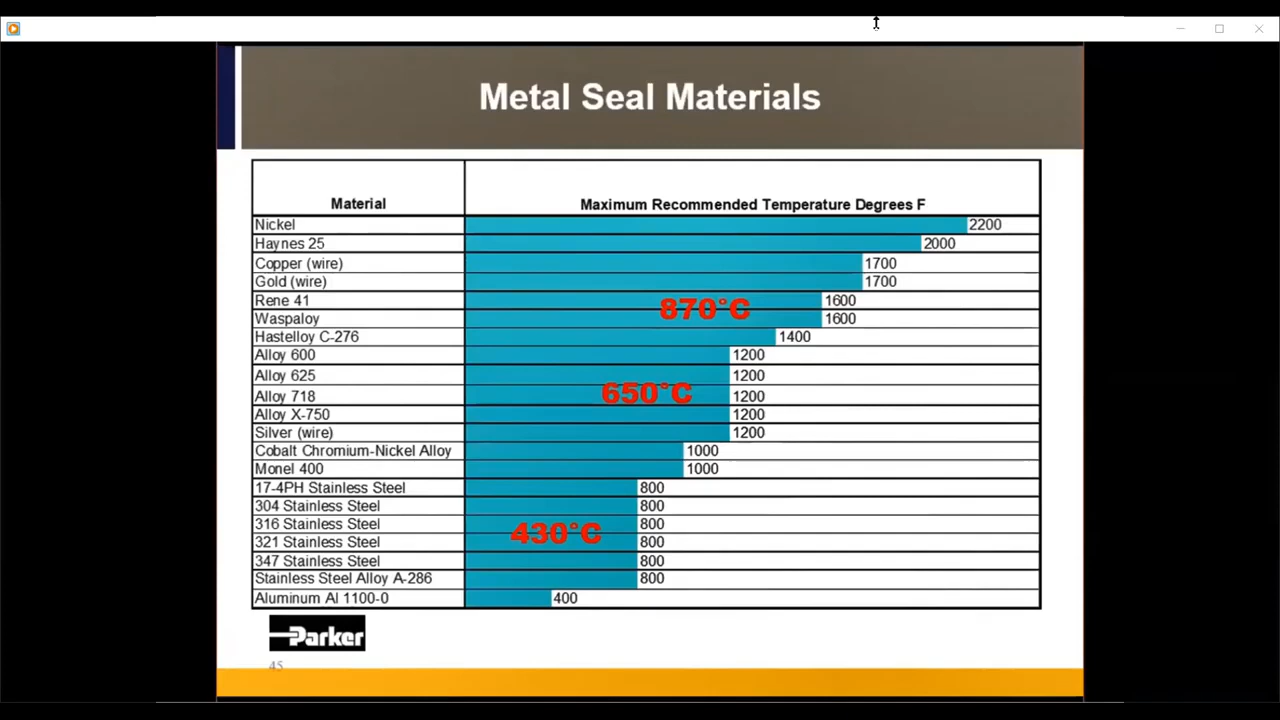 Metal Seal Materials
Material Maximum Recommended Temperature Degrees F
Nickel 2200
Haynes 25 2000
Copper (wire) 1700
Gold (wire) 1700
Rene 41 1600
870°C
Waspaloy 1600
Hastelloy C-276 1400
Alloy 600 1200
Alloy 625 1200
650°C
Alloy 718 1200
Alloy X-750 1200
Silver (wire) 1200
Cobalt Chromium-Nickel Alloy 1000
Monel 400 1000
17-4PH Stainless Steel 800
304 Stainless Steel 800
316 Stainless Steel 800
430°C
321 Stainless Steel 800
347 Stainless Steel 800
Stainless Steel Alloy A-286 800
Aluminum Al 1100-0 400
Parker
45